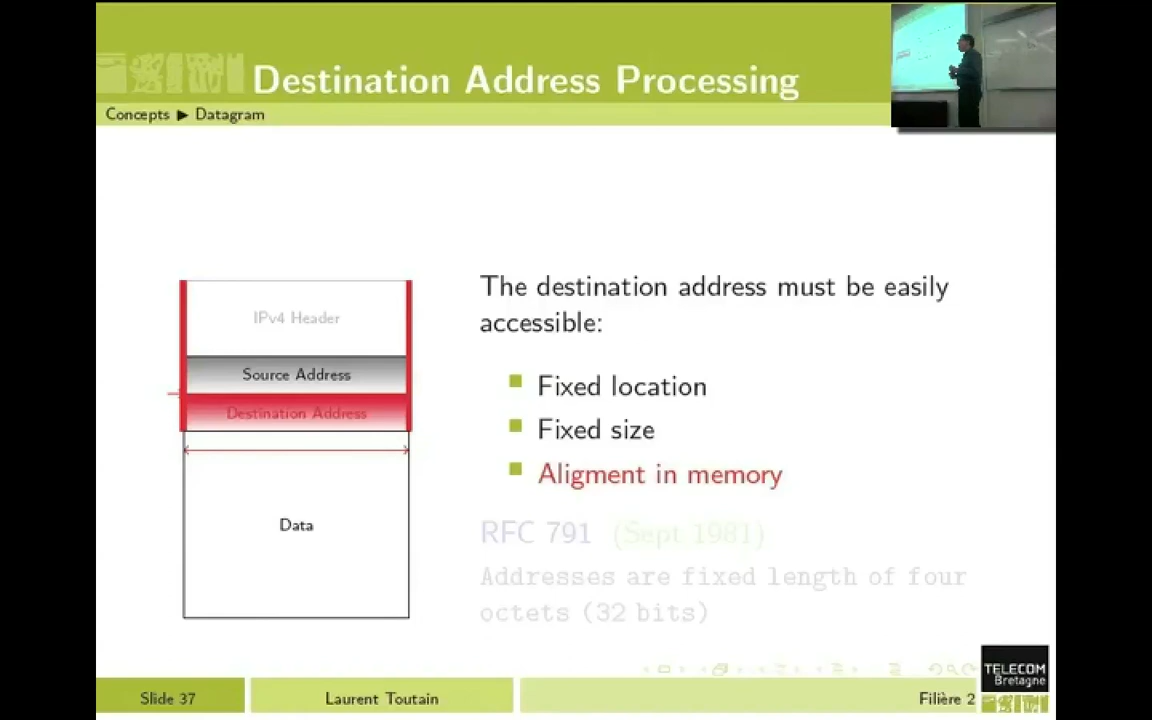 Destination Address Processing
Concepts ▶ Datagram
IPv4 Header
Source Address
Destination Address
Data
The destination address must be easily
accessible:
Fixed location
Fixed size
Aligment in memory
RFC 791 (Sept 1981)
Addresses are fixed length of four
octets (32 bits)
TELECOM
Bretagne
Slide 37
Laurent Toutain
Filière 2